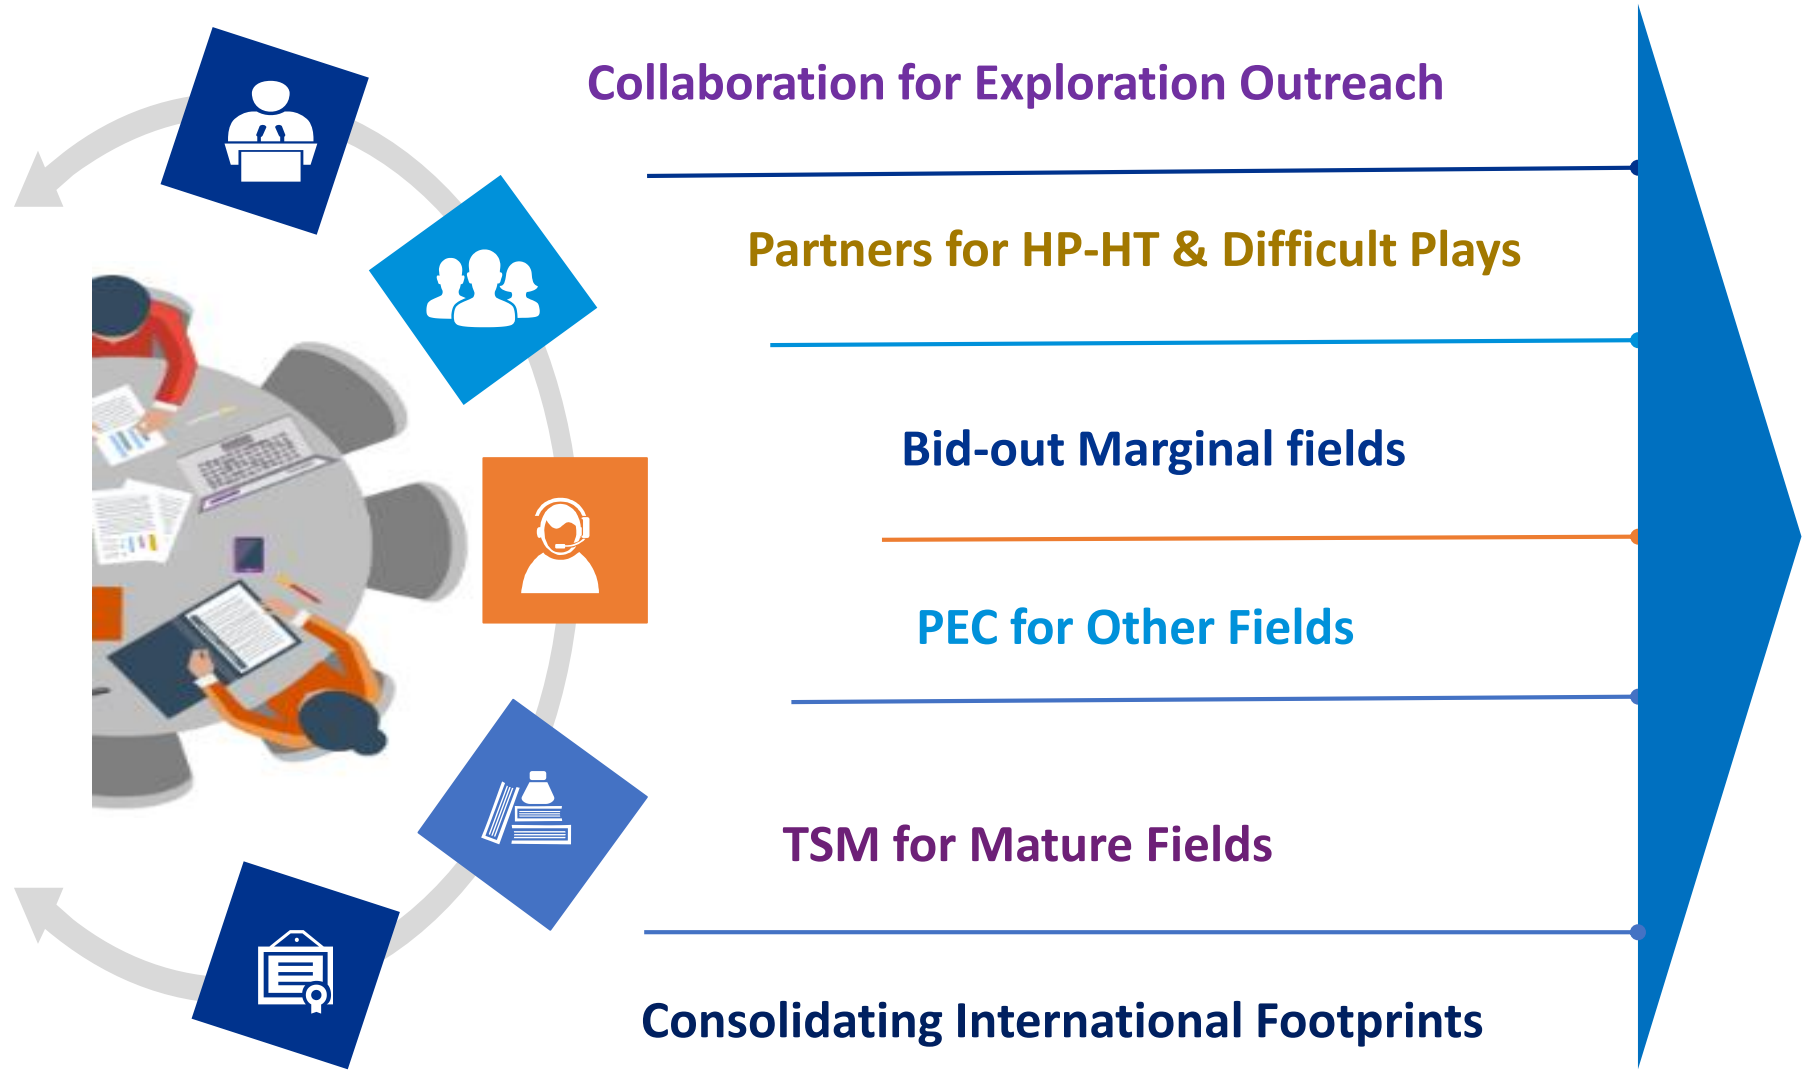 Collaboration for Exploration Outreach
Partners for HP-HT & Difficult Plays
Bid-out Marginal fields
PEC for Other Fields
TSM for Mature Fields
Consolidating International Footprints